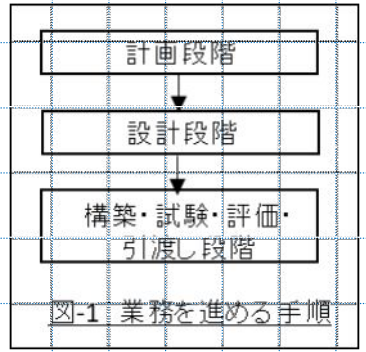 計画段階
設計段階
構築・試験・評価・
引渡し段階
図-1 業務を進める手順